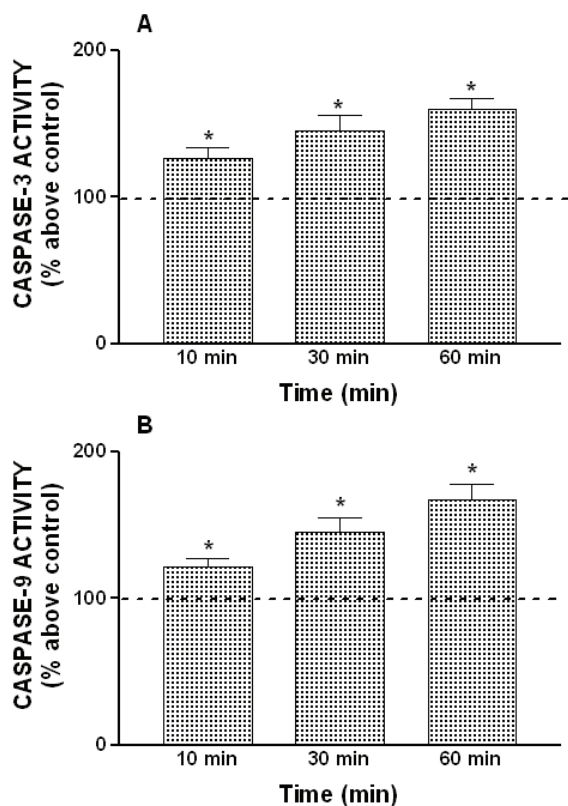 A
CASPASE-3 ACTIVITY
(% above control)
200
100
0
*
*
*
10 min
30 min
60 min
Time (min)
B
CASPASE-9 ACTIVITY
(% above control)
200
100
0
*
*
*
10 min
30 min
60 min
Time (min)